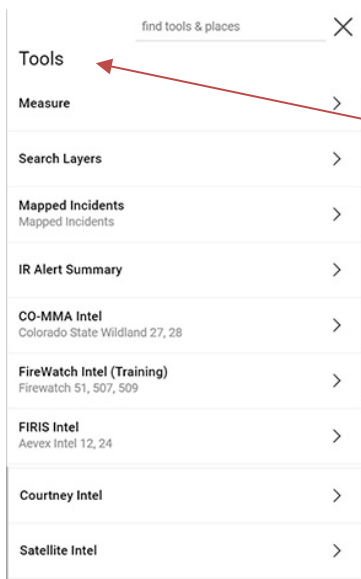 find tools & places
Tools
Measure
Search Layers
Mapped Incidents
Mapped Incidents
IR Alert Summary
CO-MMA Intel
Colorado State Wildland 27, 28
FireWatch Intel (Training)
Firewatch 51, 507, 509
FIRIS Intel
Aevex Intel 12, 24
Courtney Intel
Satellite Intel